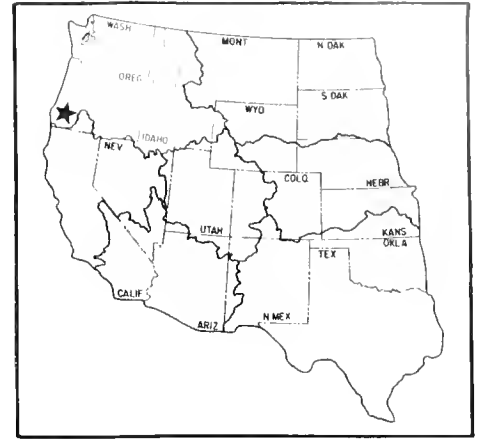 WASH
MONT
N DAK
OREG
S DAK
WYO
IDAHO
NEV
COLO
NEBR
UTAH
KANS
OKLA
TEX
CALIF
ARIZ
N MEX